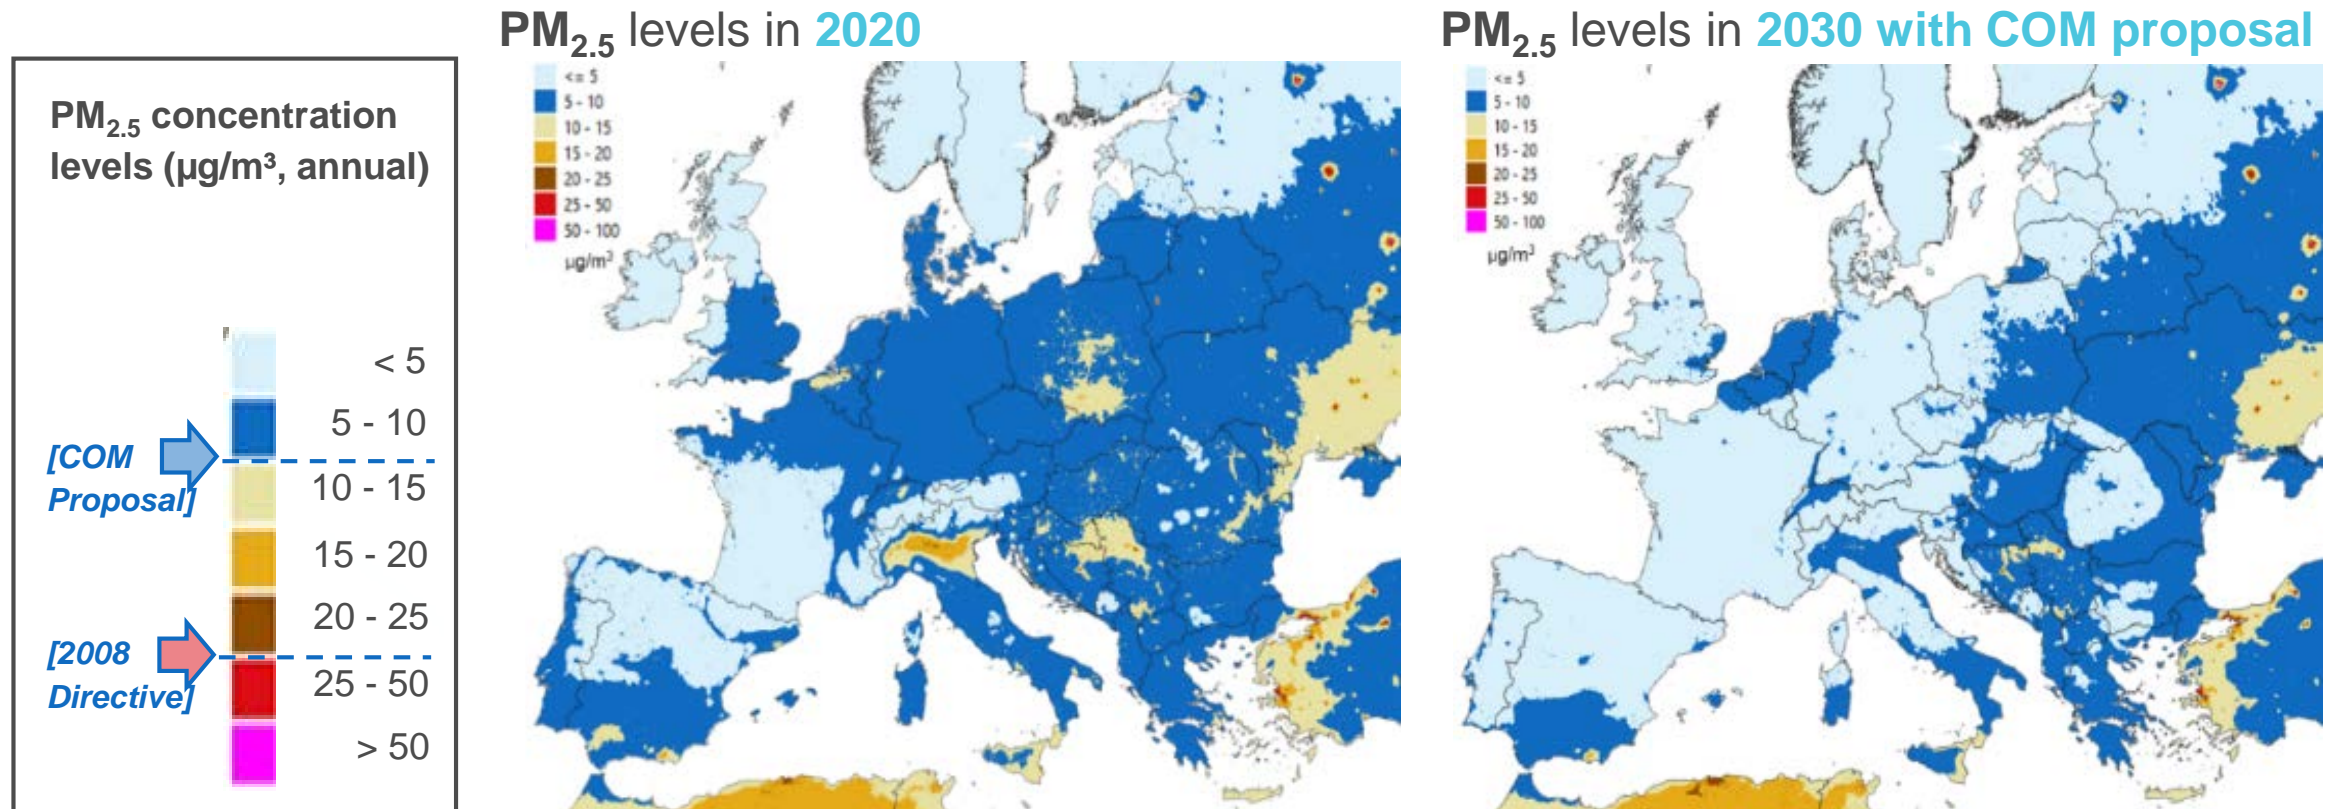 PM2.5 levels in 2020
PM2.5 levels in 2030 with COM proposal
PM2.5 concentration
levels (µg/m³, annual)
< 5
5 - 10
[COM
Proposal]
10 - 15
15 - 20
20 - 25
[2008
Directive]
25 - 50
> 50
<= 5
5 - 10
10 - 15
15 - 20
20 - 25
25 - 50
50 - 100
µg/m³
<= 5
5 - 10
10 - 15
15 - 20
20 - 25
25 - 50
50 - 100
µg/m³